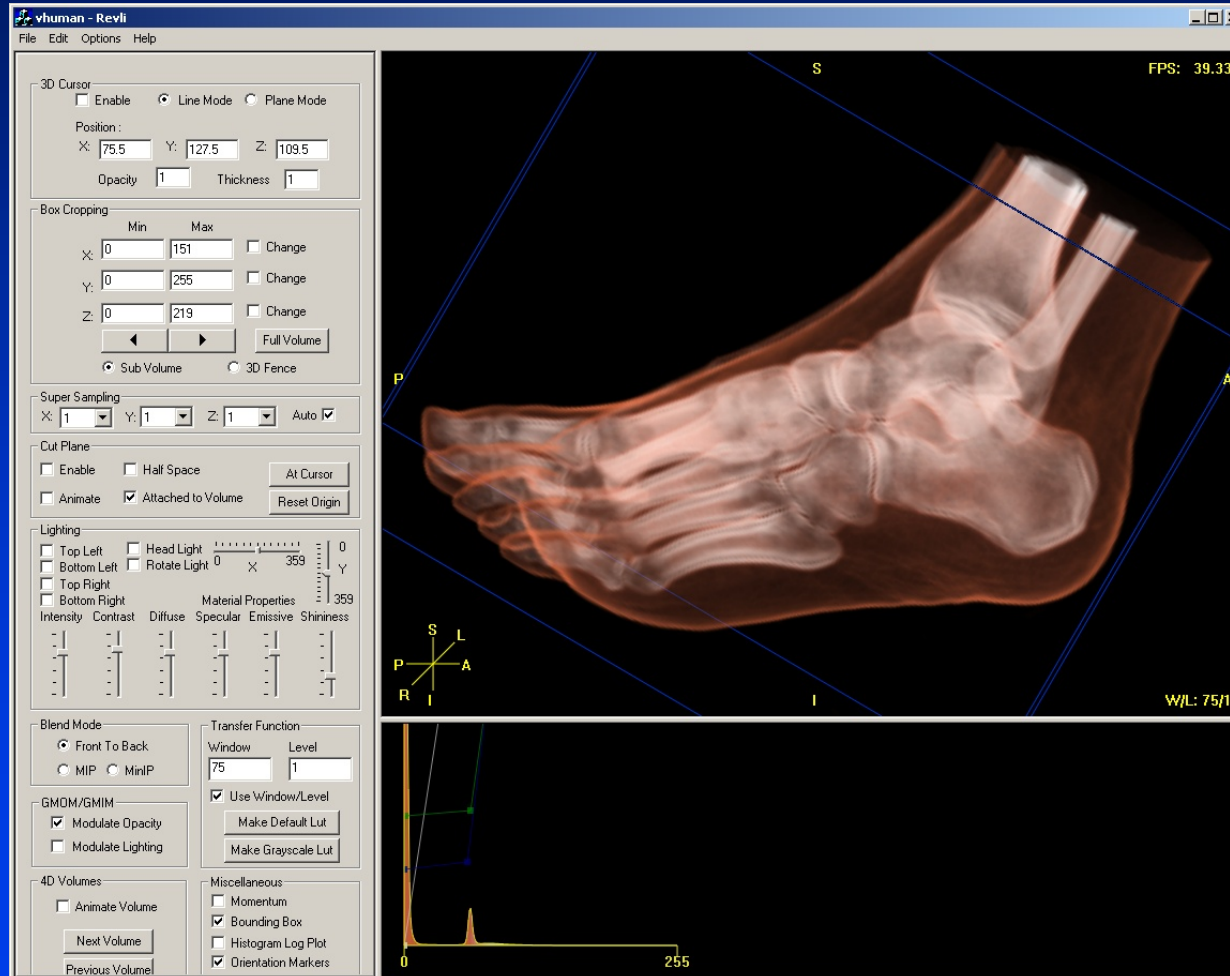 vhuman - Revli
File Edit Options Help
3D Cursor
Enable Line Mode Plane Mode
Position :
X: 75.5 Y: 127.5 Z: 109.5
Opacity 1 Thickness 1
Box Cropping
Min Max
X: 0 151 Change
Y: 0 255 Change
Z: 0 219 Change
Full Volume
Sub Volume 3D Fence
Super Sampling
X: 1 Y: 1 Z: 1 Auto
Cut Plane
Enable Half Space At Cursor
Animate Attached to Volume Reset Origin
Lighting
Top Left Head Light 0 X 359 0
Bottom Left Rotate Light Y
Top Right
Bottom Right Material Properties 359
Intensity Contrast Diffuse Specular Emissive Shininess
Blend Mode
Front To Back
MIP MinIP
GMOM/GMIM
Modulate Opacity
Modulate Lighting
4D Volumes
Animate Volume
Next Volume
Previous Volume
Transfer Function
Window Level
75 1
Use Window/Level
Make Default Lut
Make Grayscale Lut
Miscellaneous
Momentum
Bounding Box
Histogram Log Plot
Orientation Markers
S FPS: 39.33
P A
S L
P A
R I
I W/L: 75/1
0 255